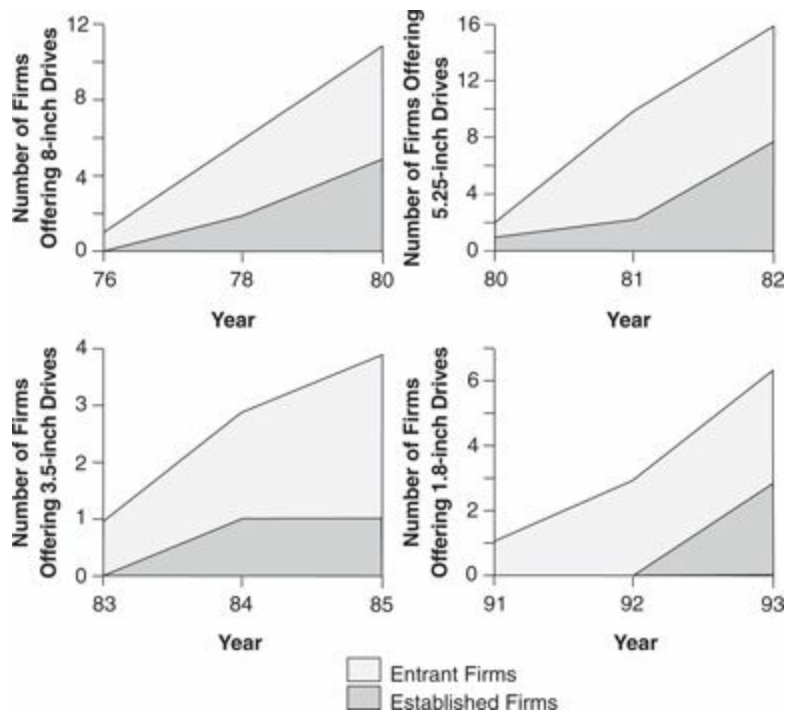 Number of Firms
Offering 8-inch Drives
12
8
4
0
76
78
80
Year
Number of Firms Offering
5.25-inch Drives
16
12
8
4
0
80
81
82
Year
Number of Firms
Offering 3.5-inch Drives
4
3
2
1
0
83
84
85
Year
Number of Firms
Offering 1.8-inch Drives
6
4
2
0
91
92
93
Year
Entrant Firms
Established Firms